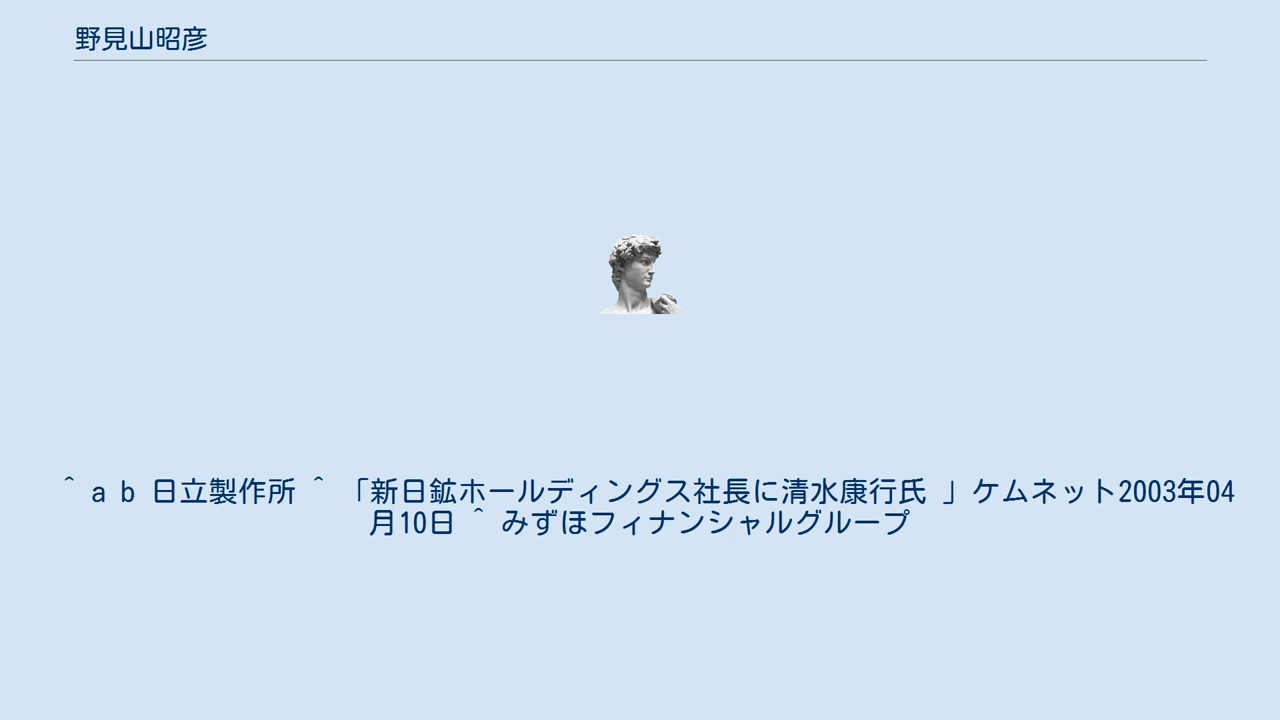 野見山昭彦
^ a b 日立製作所 ^ 「新日鉱ホールディングス社長に清水康行氏 」ケムネット2003年04
月10日 ^ みずほフィナンシャルグループ